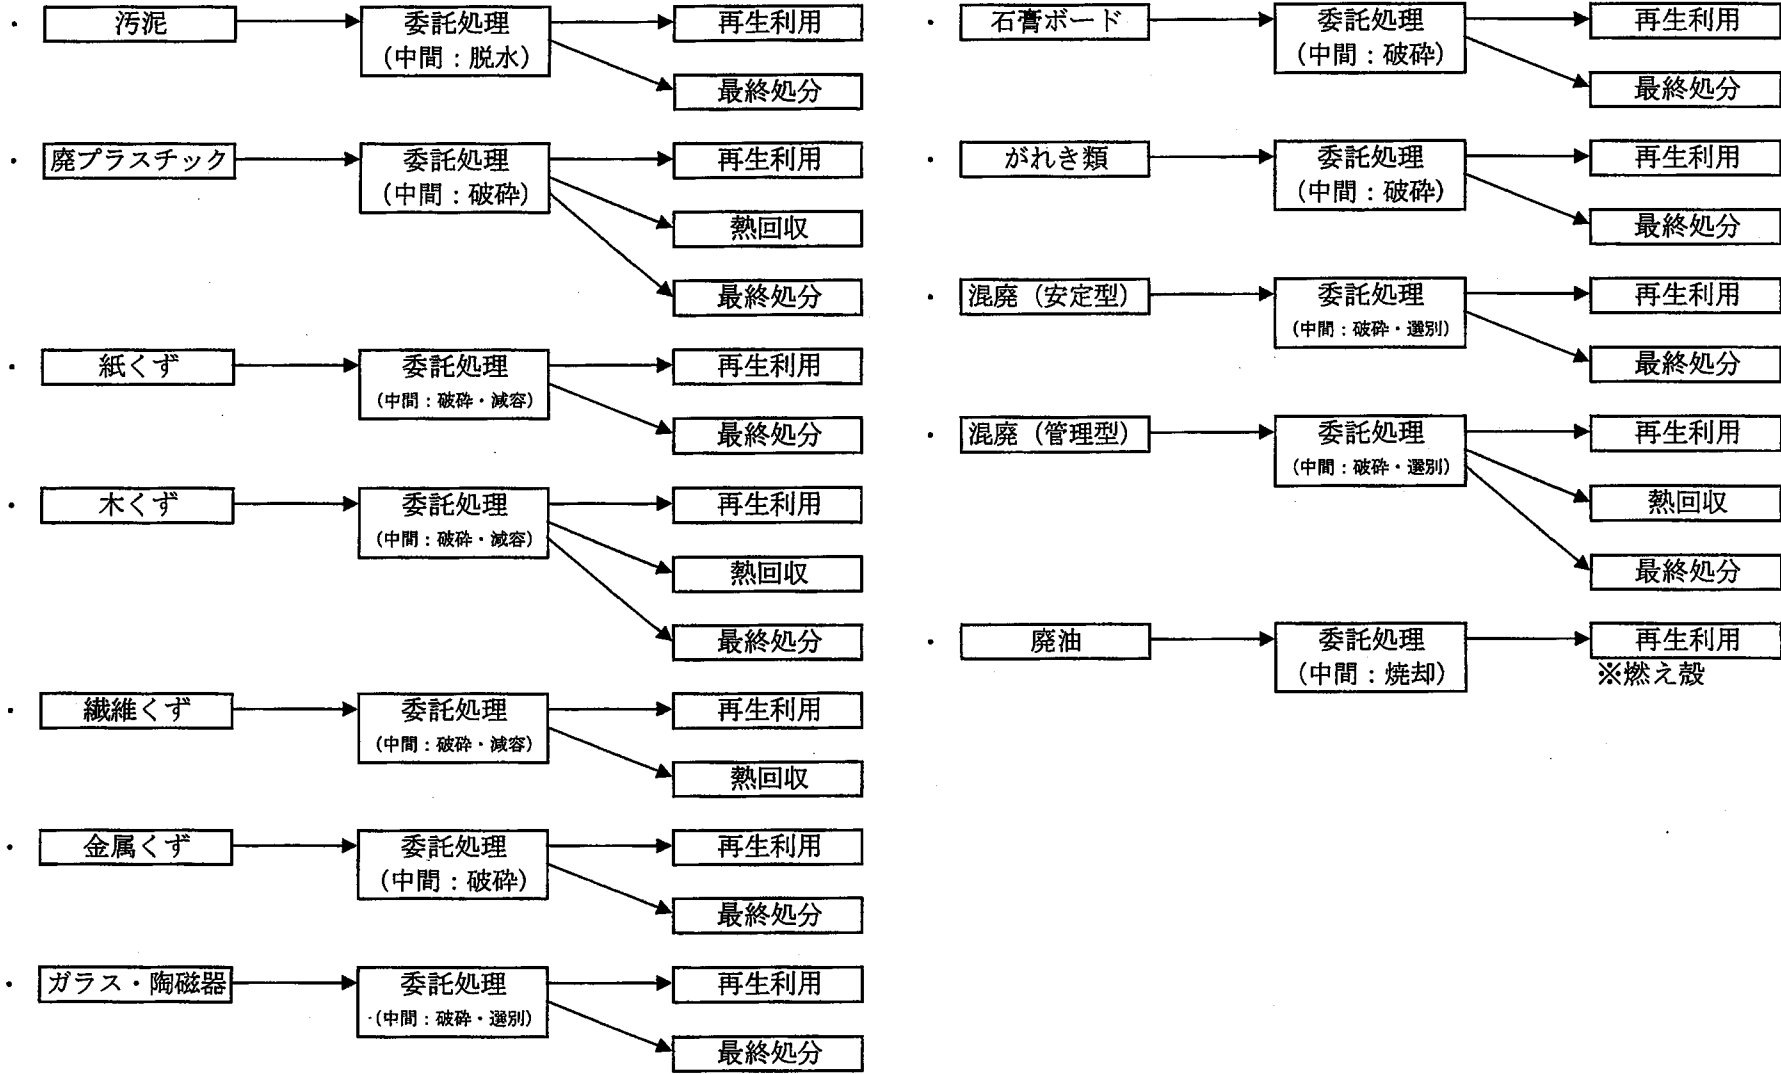 ・ 汚泥 委託処理 再生利用
(中間：脱水)
最終処分
・ 廃プラスチック 委託処理 再生利用
(中間：破砕)
熱回収
最終処分
・ 紙くず 委託処理 再生利用
(中間：破砕・減容)
最終処分
・ 木くず 委託処理 再生利用
(中間：破砕・減容)
熱回収
最終処分
・ 繊維くず 委託処理 再生利用
(中間：破砕・減容)
熱回収
・ 金属くず 委託処理 再生利用
(中間：破砕)
最終処分
・ ガラス・陶磁器 委託処理 再生利用
(中間：破砕・選別)
最終処分
・ 石膏ボード 委託処理 再生利用
(中間：破砕)
最終処分
・ がれき類 委託処理 再生利用
(中間：破砕)
最終処分
・ 混廃（安定型） 委託処理 再生利用
(中間：破砕・選別)
最終処分
・ 混廃（管理型） 委託処理 再生利用
(中間：破砕・選別)
熱回収
最終処分
・ 廃油 委託処理 再生利用
(中間：焼却) ※燃え殻